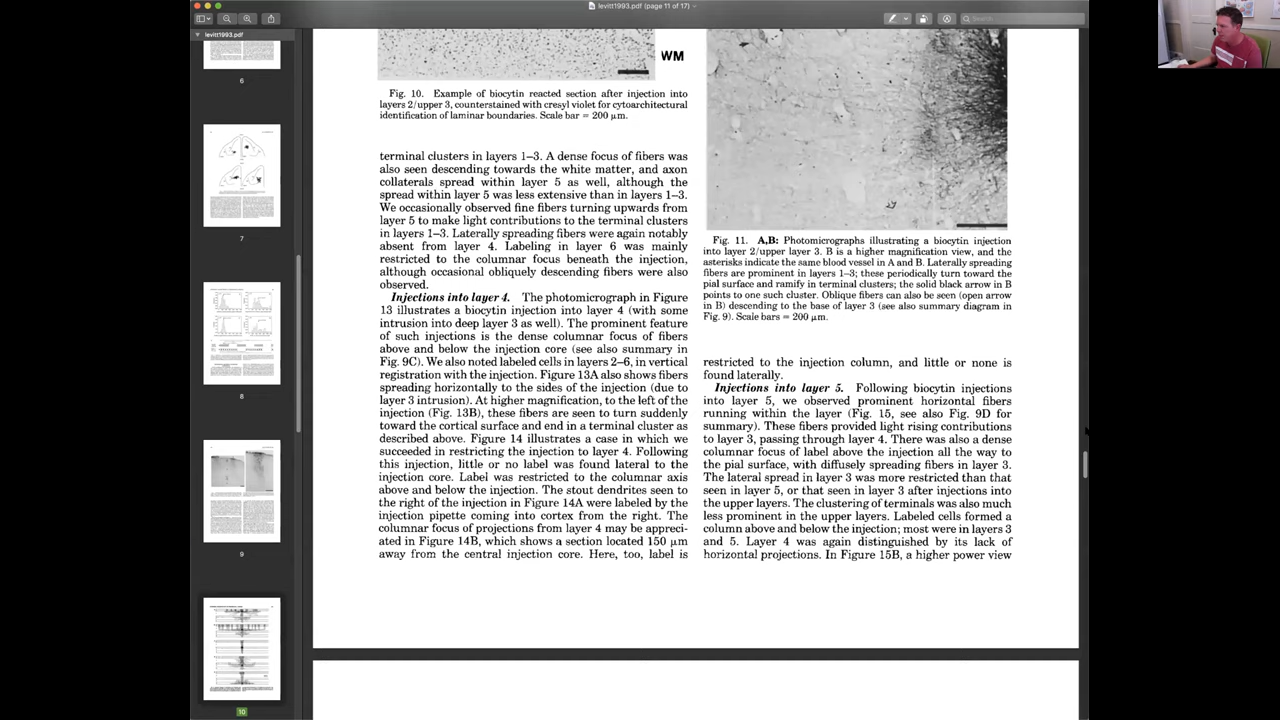 levitt1993.pdf (page 11 of 17)
Search
levitt1993.pdf
6
7
8
9
10
WM
Fig. 10. Example of biocytin reacted section after injection into
layers 2/upper 3, counterstained with cresyl violet for cytoarchitectural
identification of laminar boundaries. Scale bar = 200 μm.
terminal clusters in layers 1–3. A dense focus of fibers was
also seen descending towards the white matter, and axon
collaterals spread within layer 5 as well, although the
spread within layer 5 was less extensive than in layers 1–3.
We occasionally observed fine fibers turning upwards from
layer 5 to make light contributions to the terminal clusters
in layers 1–3. Laterally spreading fibers were again notably
absent from layer 4. Labeling in layer 6 was mainly
restricted to the columnar focus beneath the injection,
although occasional obliquely descending fibers were also
observed.
Injections into layer 4. The photomicrograph in Figure
13 illustrates a biocytin injection into layer 4 (with some
intrusion into deep layer 3 as well). The prominent feature
of such injections is the dense columnar focus of fibers
above and below the injection core (see also summary in
Fig. 9C). We also noted labeled cells in layers 2–6, in vertical
registration with the injection. Figure 13A also shows fibers
spreading horizontally to the sides of the injection (due to
layer 3 intrusion). At higher magnification, to the left of the
injection (Fig. 13B), these fibers are seen to turn suddenly
toward the cortical surface and end in a terminal cluster as
described above. Figure 14 illustrates a case in which we
succeeded in restricting the injection to layer 4. Following
this injection, little or no label was found lateral to the
injection core. Label was restricted to the columnar axis
above and below the injection. The stout dendrites seen to
the right of the injection in Figure 14A were labeled by the
injection pipette coming into cortex from the right. The
columnar focus of projections from layer 4 may be appreci-
ated in Figure 14B, which shows a section located 150 μm
away from the central injection core. Here, too, label is
Fig. 11. A,B: Photomicrographs illustrating a biocytin injection
into layer 2/upper layer 3. B is a higher magnification view, and the
asterisks indicate the same blood vessel in A and B. Laterally spreading
fibers are prominent in layers 1–3; these periodically turn toward the
pial surface and ramify in terminal clusters; the solid black arrow in B
points to one such cluster. Oblique fibers can also be seen (open arrow
in B) descending to the base of layer 3 (see also summary diagram in
Fig. 9). Scale bars = 200 μm.
restricted to the injection column, and little or none is
found laterally.
Injections into layer 5. Following biocytin injections
into layer 5, we observed prominent horizontal fibers
running within the layer (Fig. 15, see also Fig. 9D for
summary). These fibers provided light rising contributions
to layer 3, passing through layer 4. There was also a dense
columnar focus of label above the injection all the way to
the pial surface, with diffusely spreading fibers in layer 3.
The lateral spread in layer 3 was more restricted than that
seen in layer 5, or that seen in layer 3 after injections into
the upper layers. The clustering of terminals was also much
less prominent in the upper layers. Labeled cells formed a
column above and below the injection; most were in layers 3
and 5. Layer 4 was again distinguished by its lack of
horizontal projections. In Figure 15B, a higher power view